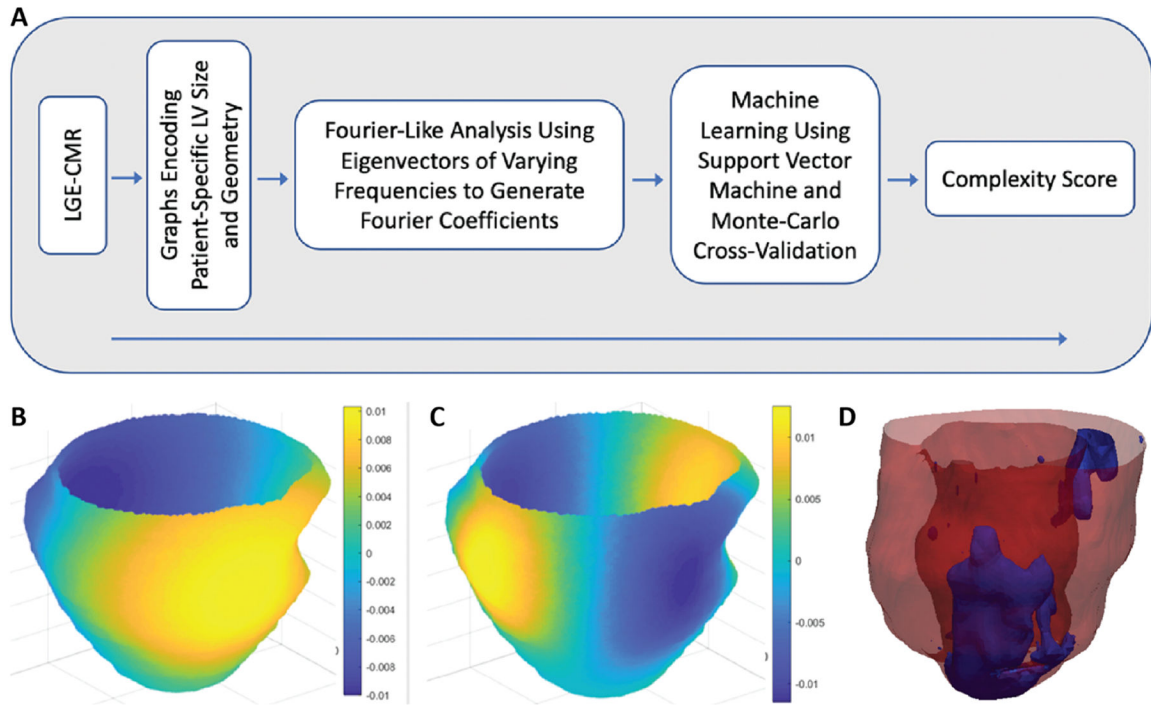 A
LGE-CMR
Graphs Encoding
Patient-Specific LV Size
and Geometry
Fourier-Like Analysis Using
Eigenvectors of Varying
Frequencies to Generate
Fourier Coefficients
Machine
Learning Using
Support Vector
Machine and
Monte-Carlo
Cross-Validation
Complexity Score
B
0.01
0.008
0.006
0.004
0.002
0
-0.002
-0.004
-0.006
-0.008
-0.01
C
0.01
0.005
0
-0.005
-0.01
D